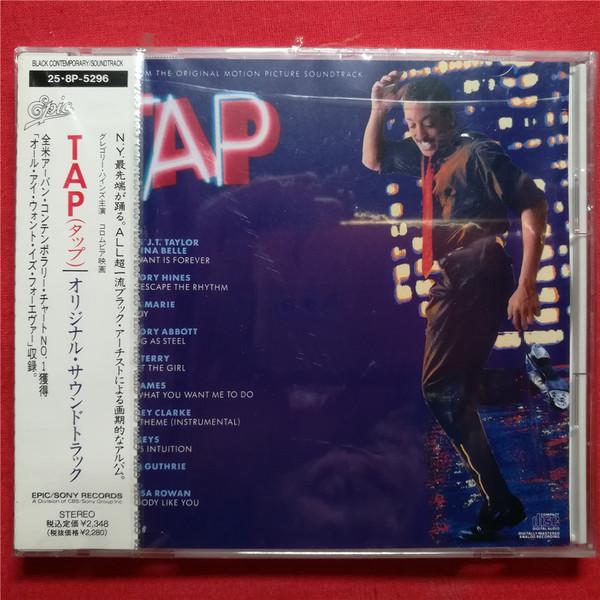 BLACK CONTEMPORARY/SOUNDTRACK
25・8P-5296
Epic
TAP(タップ)/オリジナル・サウンドトラック
グレゴリー・ハインズ主演 コロムビア映画
N.Y.最先端が踊る。ALL超一流ブラック・アーチストによる画期的なアルバム。
全米アーバン・コンテンポラリー・チャートNO.1獲得
「オール・アイ・ウォント・イズ・フォーエヴァー」収録。
EPIC/SONY RECORDS
A Division of CBS/Sony Group Inc
STEREO
税込定価¥2,348
(税抜価格¥2,280)
OM THE ORIGINAL MOTION PICTURE SOUNDTRACK
TAP
J.T. TAYLOR
INA BELLE
WANT IS FOREVER
ORY HINES
ESCAPE THE RHYTHM
MARIE
ORY ABBOTT
G AS STEEL
TERRY
T THE GIRL
AMES
WHAT YOU WANT ME TO DO
EY CLARKE
THEME (INSTRUMENTAL)
KEYS
S INTUITION
GUTHRIE
SA ROWAN
BODY LIKE YOU
COMPACT
disc
DIGITAL AUDIO
DIGITALLY MASTERED
ANALOG RECORDING